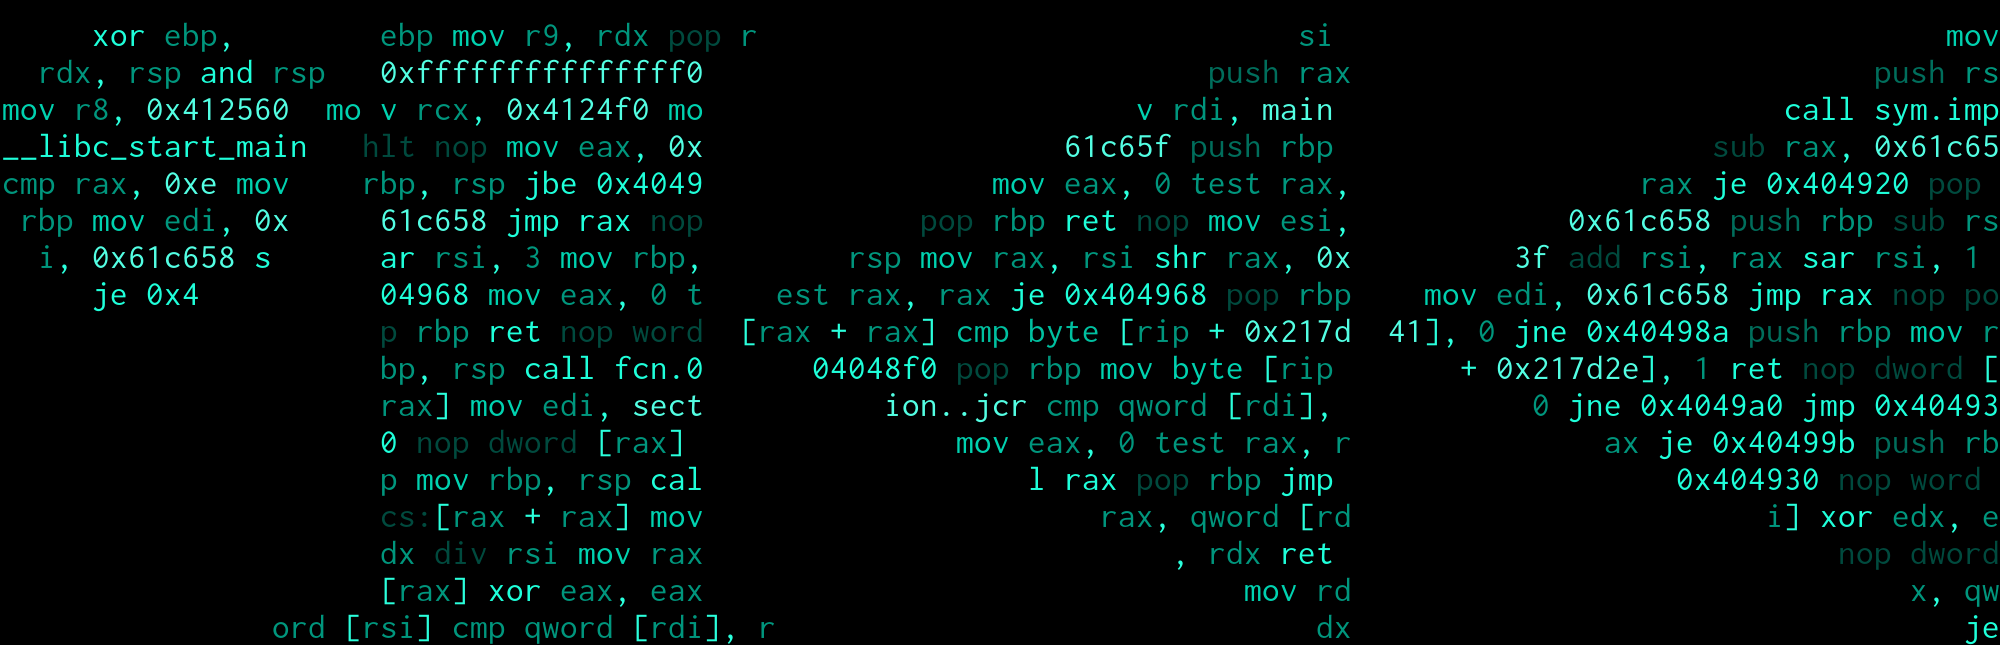 xor ebp, ebp mov r9, rdx pop r si mov
rdx, rsp and rsp 0xfffffffffffffff0 push rax push rs
mov r8, 0x412560 mo v rcx, 0x4124f0 mo v rdi, main call sym.imp
__libc_start_main hlt nop mov eax, 0x 61c65f push rbp sub rax, 0x61c65
cmp rax, 0xe mov rbp, rsp jbe 0x4049 mov eax, 0 test rax, rax je 0x404920 pop
rbp mov edi, 0x 61c658 jmp rax nop pop rbp ret nop mov esi, 0x61c658 push rbp sub rs
i, 0x61c658 s ar rsi, 3 mov rbp, rsp mov rax, rsi shr rax, 0x 3f add rsi, rax sar rsi, 1
je 0x4 04968 mov eax, 0 t est rax, rax je 0x404968 pop rbp mov edi, 0x61c658 jmp rax nop po
p rbp ret nop word [rax + rax] cmp byte [rip + 0x217d 41], 0 jne 0x40498a push rbp mov r
bp, rsp call fcn.0 04048f0 pop rbp mov byte [rip + 0x217d2e], 1 ret nop dword [
rax] mov edi, sect ion..jcr cmp qword [rdi], 0 jne 0x4049a0 jmp 0x40493
0 nop dword [rax] mov eax, 0 test rax, r ax je 0x40499b push rb
p mov rbp, rsp cal l rax pop rbp jmp 0x404930 nop word
cs:[rax + rax] mov rax, qword [rd i] xor edx, e
dx div rsi mov rax , rdx ret nop dword
[rax] xor eax, eax mov rd x, qw
ord [rsi] cmp qword [rdi], r dx je